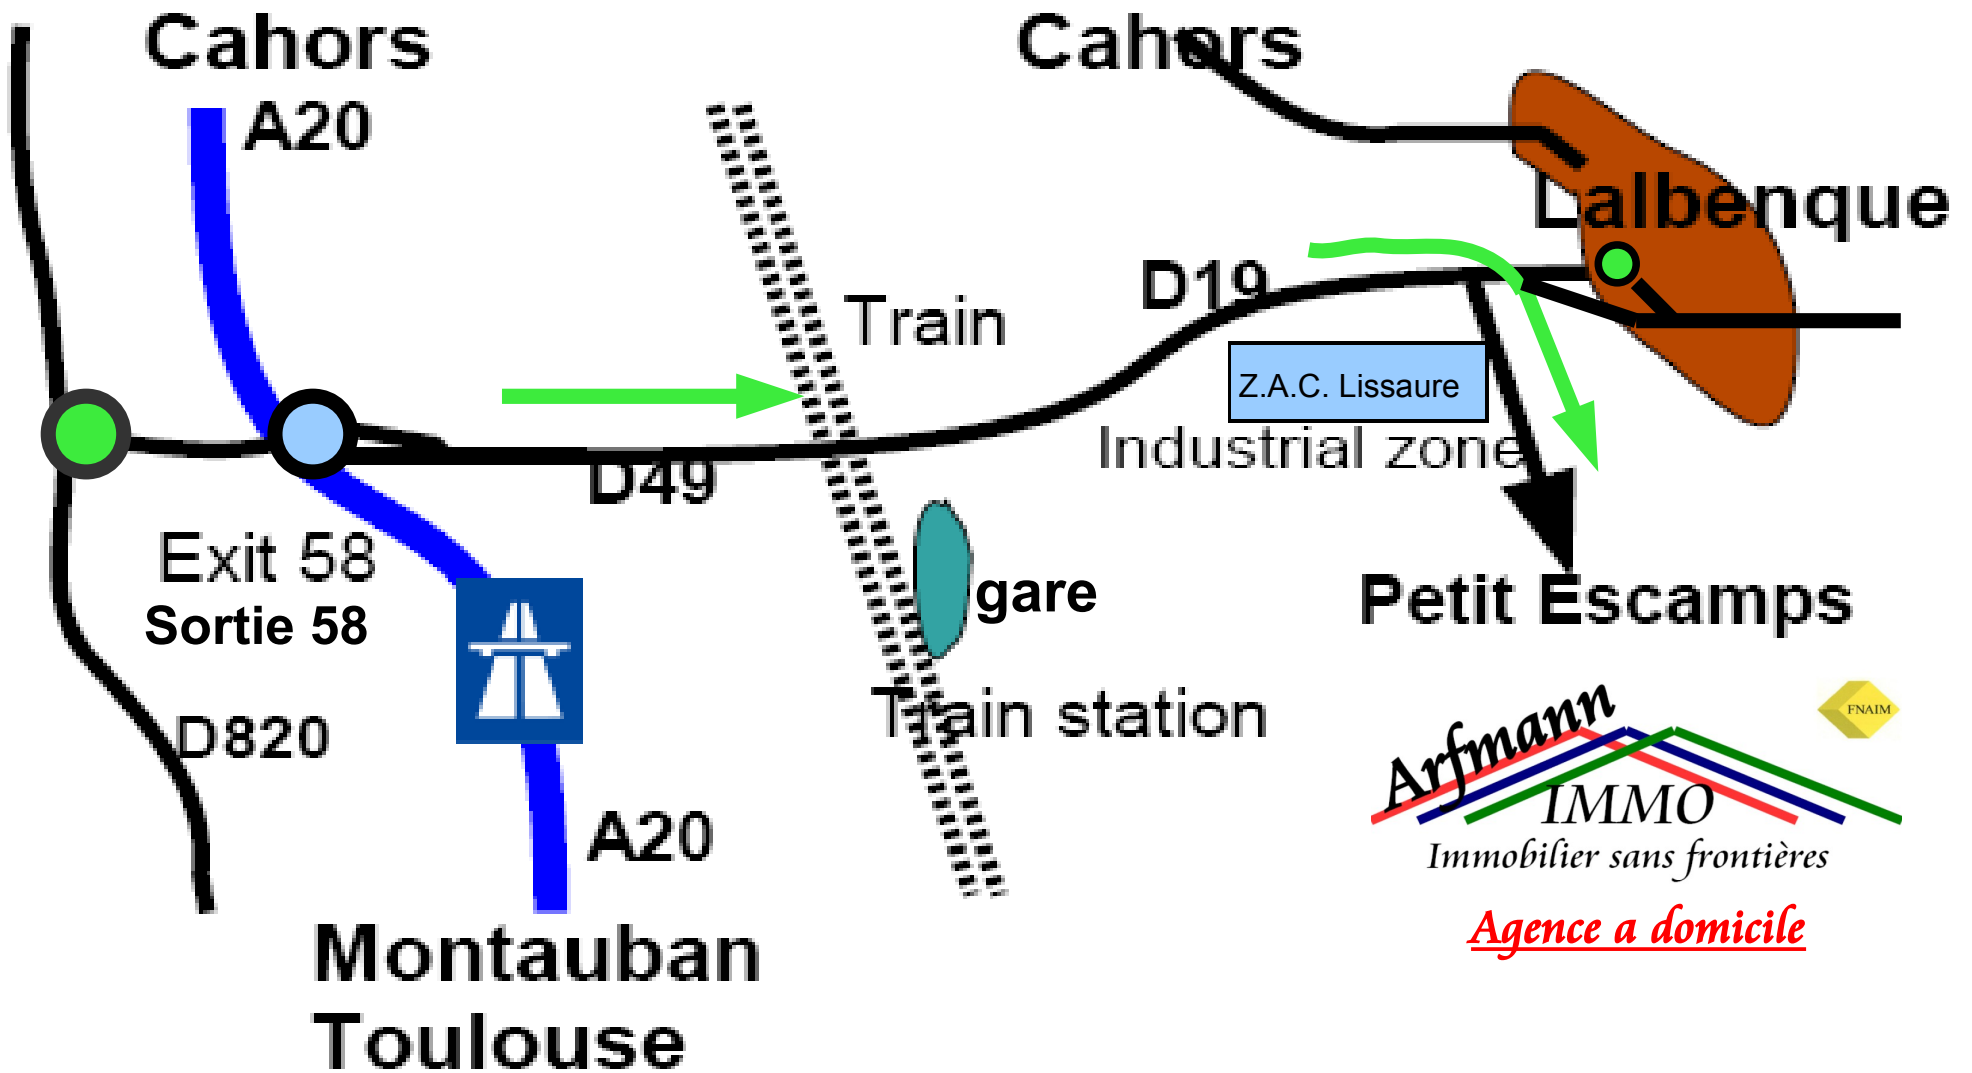 Cahors
Cahors
A20
Lalbenque
D19
Train
Z.A.C. Lissaure
Industrial zone
D49
Exit 58
Sortie 58
gare
Petit Escamps
Train station
D820
A20
Arfmann
FNAIM
IMMO
Immobilier sans frontières
Agence a domicile
Montauban
Toulouse